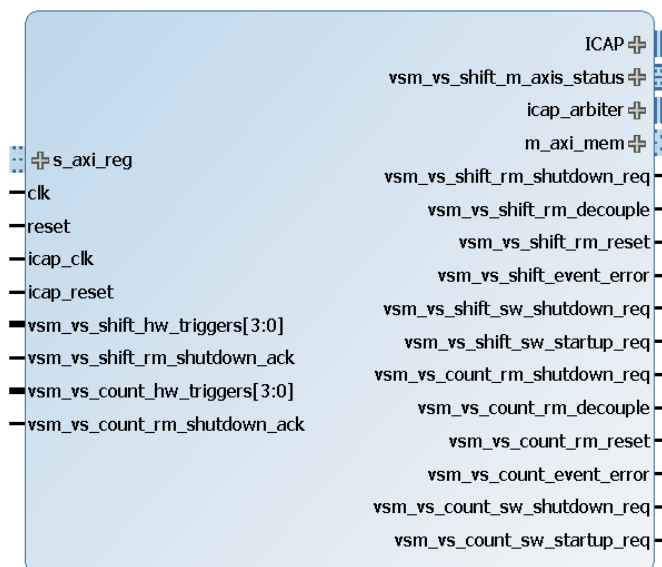 ICAP
vsm_vs_shift_m_axis_status
icap_arbiter
m_axi_mem
s_axi_reg
vsm_vs_shift_rm_shutdown_req
clk
vsm_vs_shift_rm_decouple
reset
vsm_vs_shift_rm_reset
icap_clk
vsm_vs_shift_event_error
icap_reset
vsm_vs_shift_sw_shutdown_req
vsm_vs_shift_hw_triggers[3:0]
vsm_vs_shift_sw_startup_req
vsm_vs_shift_rm_shutdown_ack
vsm_vs_count_rm_shutdown_req
vsm_vs_count_hw_triggers[3:0]
vsm_vs_count_rm_decouple
vsm_vs_count_rm_shutdown_ack
vsm_vs_count_rm_reset
vsm_vs_count_event_error
vsm_vs_count_sw_shutdown_req
vsm_vs_count_sw_startup_req